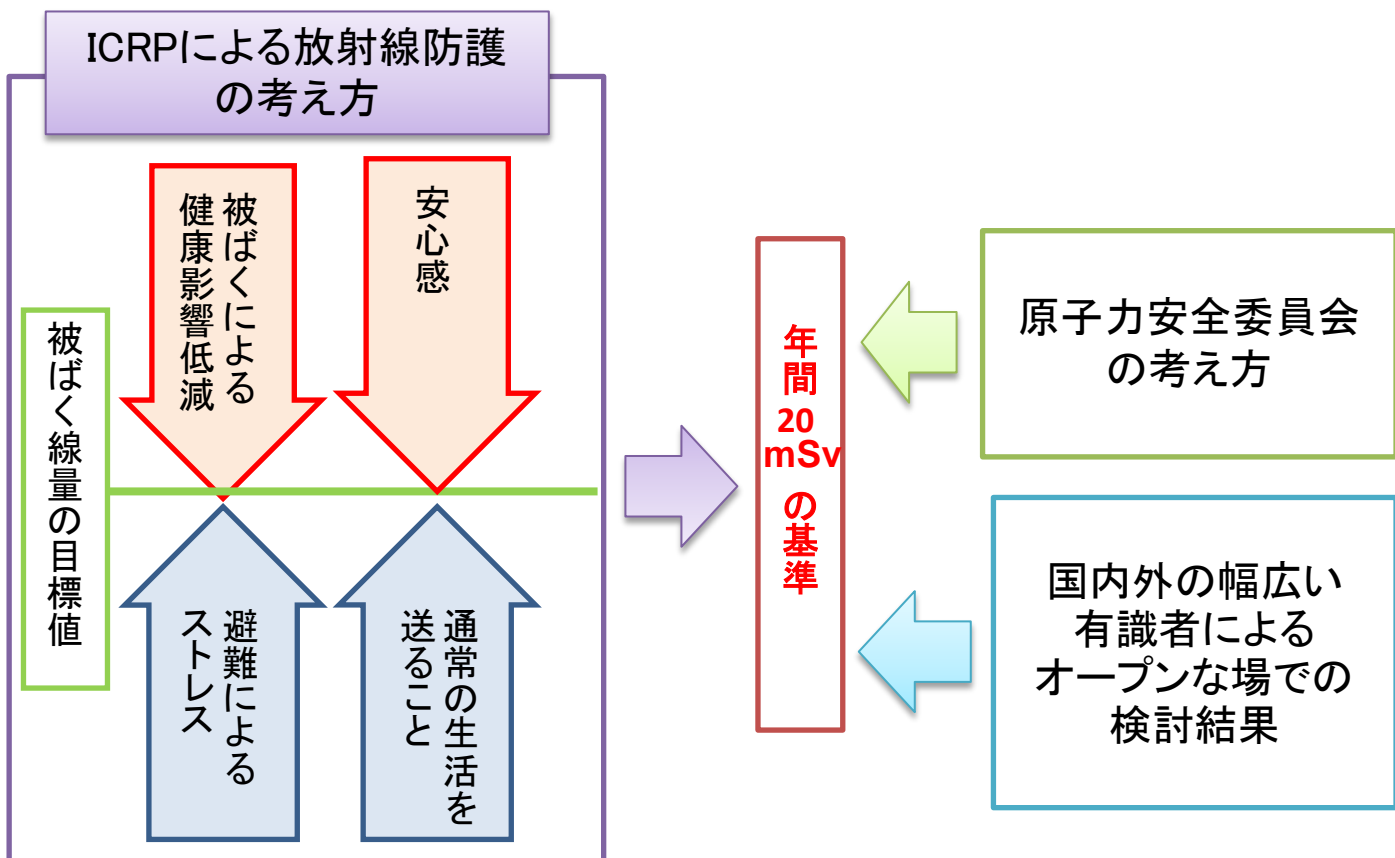 ICRPによる放射線防護
の考え方
被ばくによる
健康影響低減
安心感
被ばく線量の目標値
避難による
ストレス
通常の生活を
送ること
年間
20
mSv
の基準
原子力安全委員会
の考え方
国内外の幅広い
有識者による
オープンな場での
検討結果